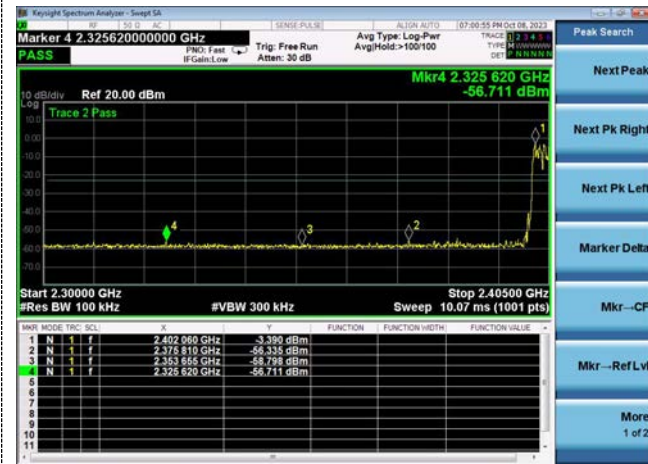 Keysight Spectrum Analyzer - Swept SA
RF 50 Ω AC SENSE:PULSE ALIGN AUTO 07:00:55 PM Oct 08, 2023
Marker 4 2.325620000000 GHz
PASS
PNO: Fast
IFGain:Low
Trig: Free Run
Atten: 30 dB
Avg Type: Log-Pwr
Avg|Hold:>100/100
TRACE 1 2 3 4 5 6
TYPE M WWWWW
DET P NNNNN
Mkr4 2.325 620 GHz
-56.711 dBm
10 dB/div Ref 20.00 dBm
Log
Trace 2 Pass
10.0
0.00
-10.0
-20.0
-30.0
-40.0
-50.0
-60.0
-70.0
1
2
3
4
Start 2.30000 GHz Stop 2.40500 GHz
#Res BW 100 kHz #VBW 300 kHz Sweep 10.07 ms (1001 pts)
MKR MODE TRC SCL X Y FUNCTION FUNCTION WIDTH FUNCTION VALUE
1 N 1 f 2.402 060 GHz -3.390 dBm
2 N 1 f 2.375 810 GHz -56.335 dBm
3 N 1 f 2.353 655 GHz -58.798 dBm
4 N 1 f 2.325 620 GHz -56.711 dBm
5
6
7
8
9
10
11
Peak Search
Next Peak
Next Pk Right
Next Pk Left
Marker Delta
Mkr→CF
Mkr→Ref Lvl
More
1 of 2